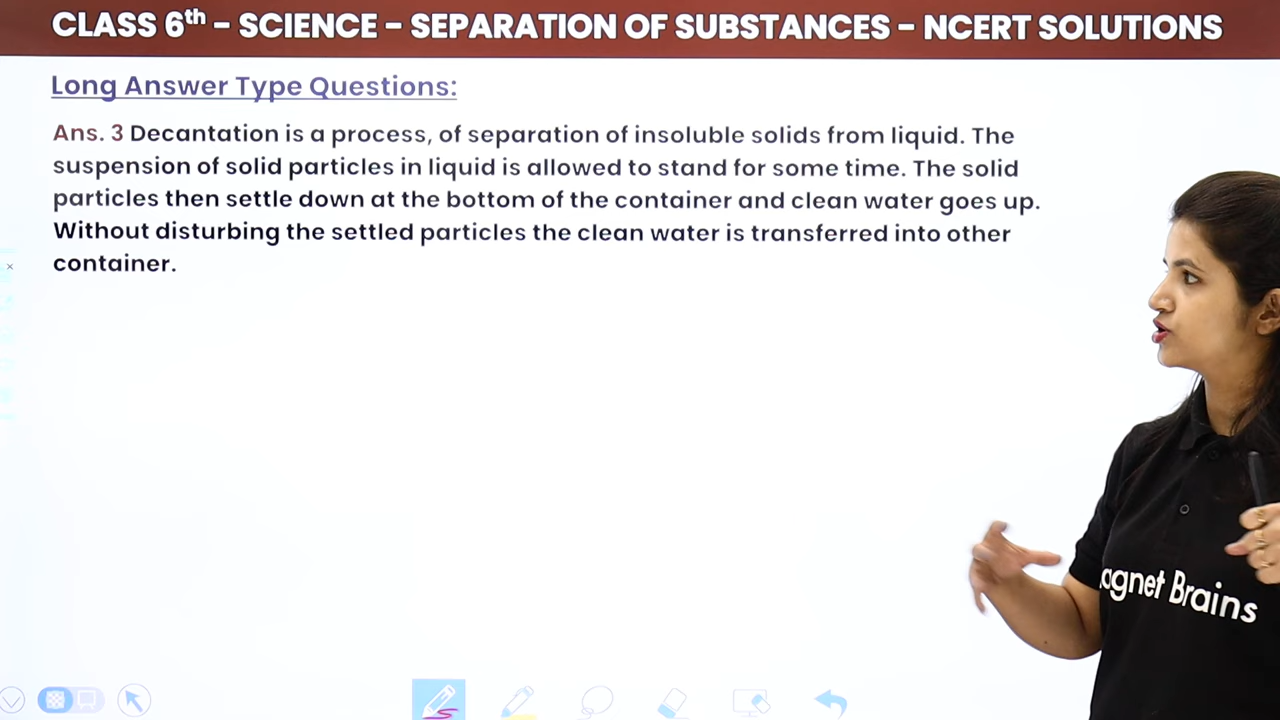 CLASS 6th – SCIENCE – SEPARATION OF SUBSTANCES – NCERT SOLUTIONS
Long Answer Type Questions:
Ans. 3 Decantation is a process, of separation of insoluble solids from liquid. The
suspension of solid particles in liquid is allowed to stand for some time. The solid
particles then settle down at the bottom of the container and clean water goes up.
Without disturbing the settled particles the clean water is transferred into other
container.
agnet Brains